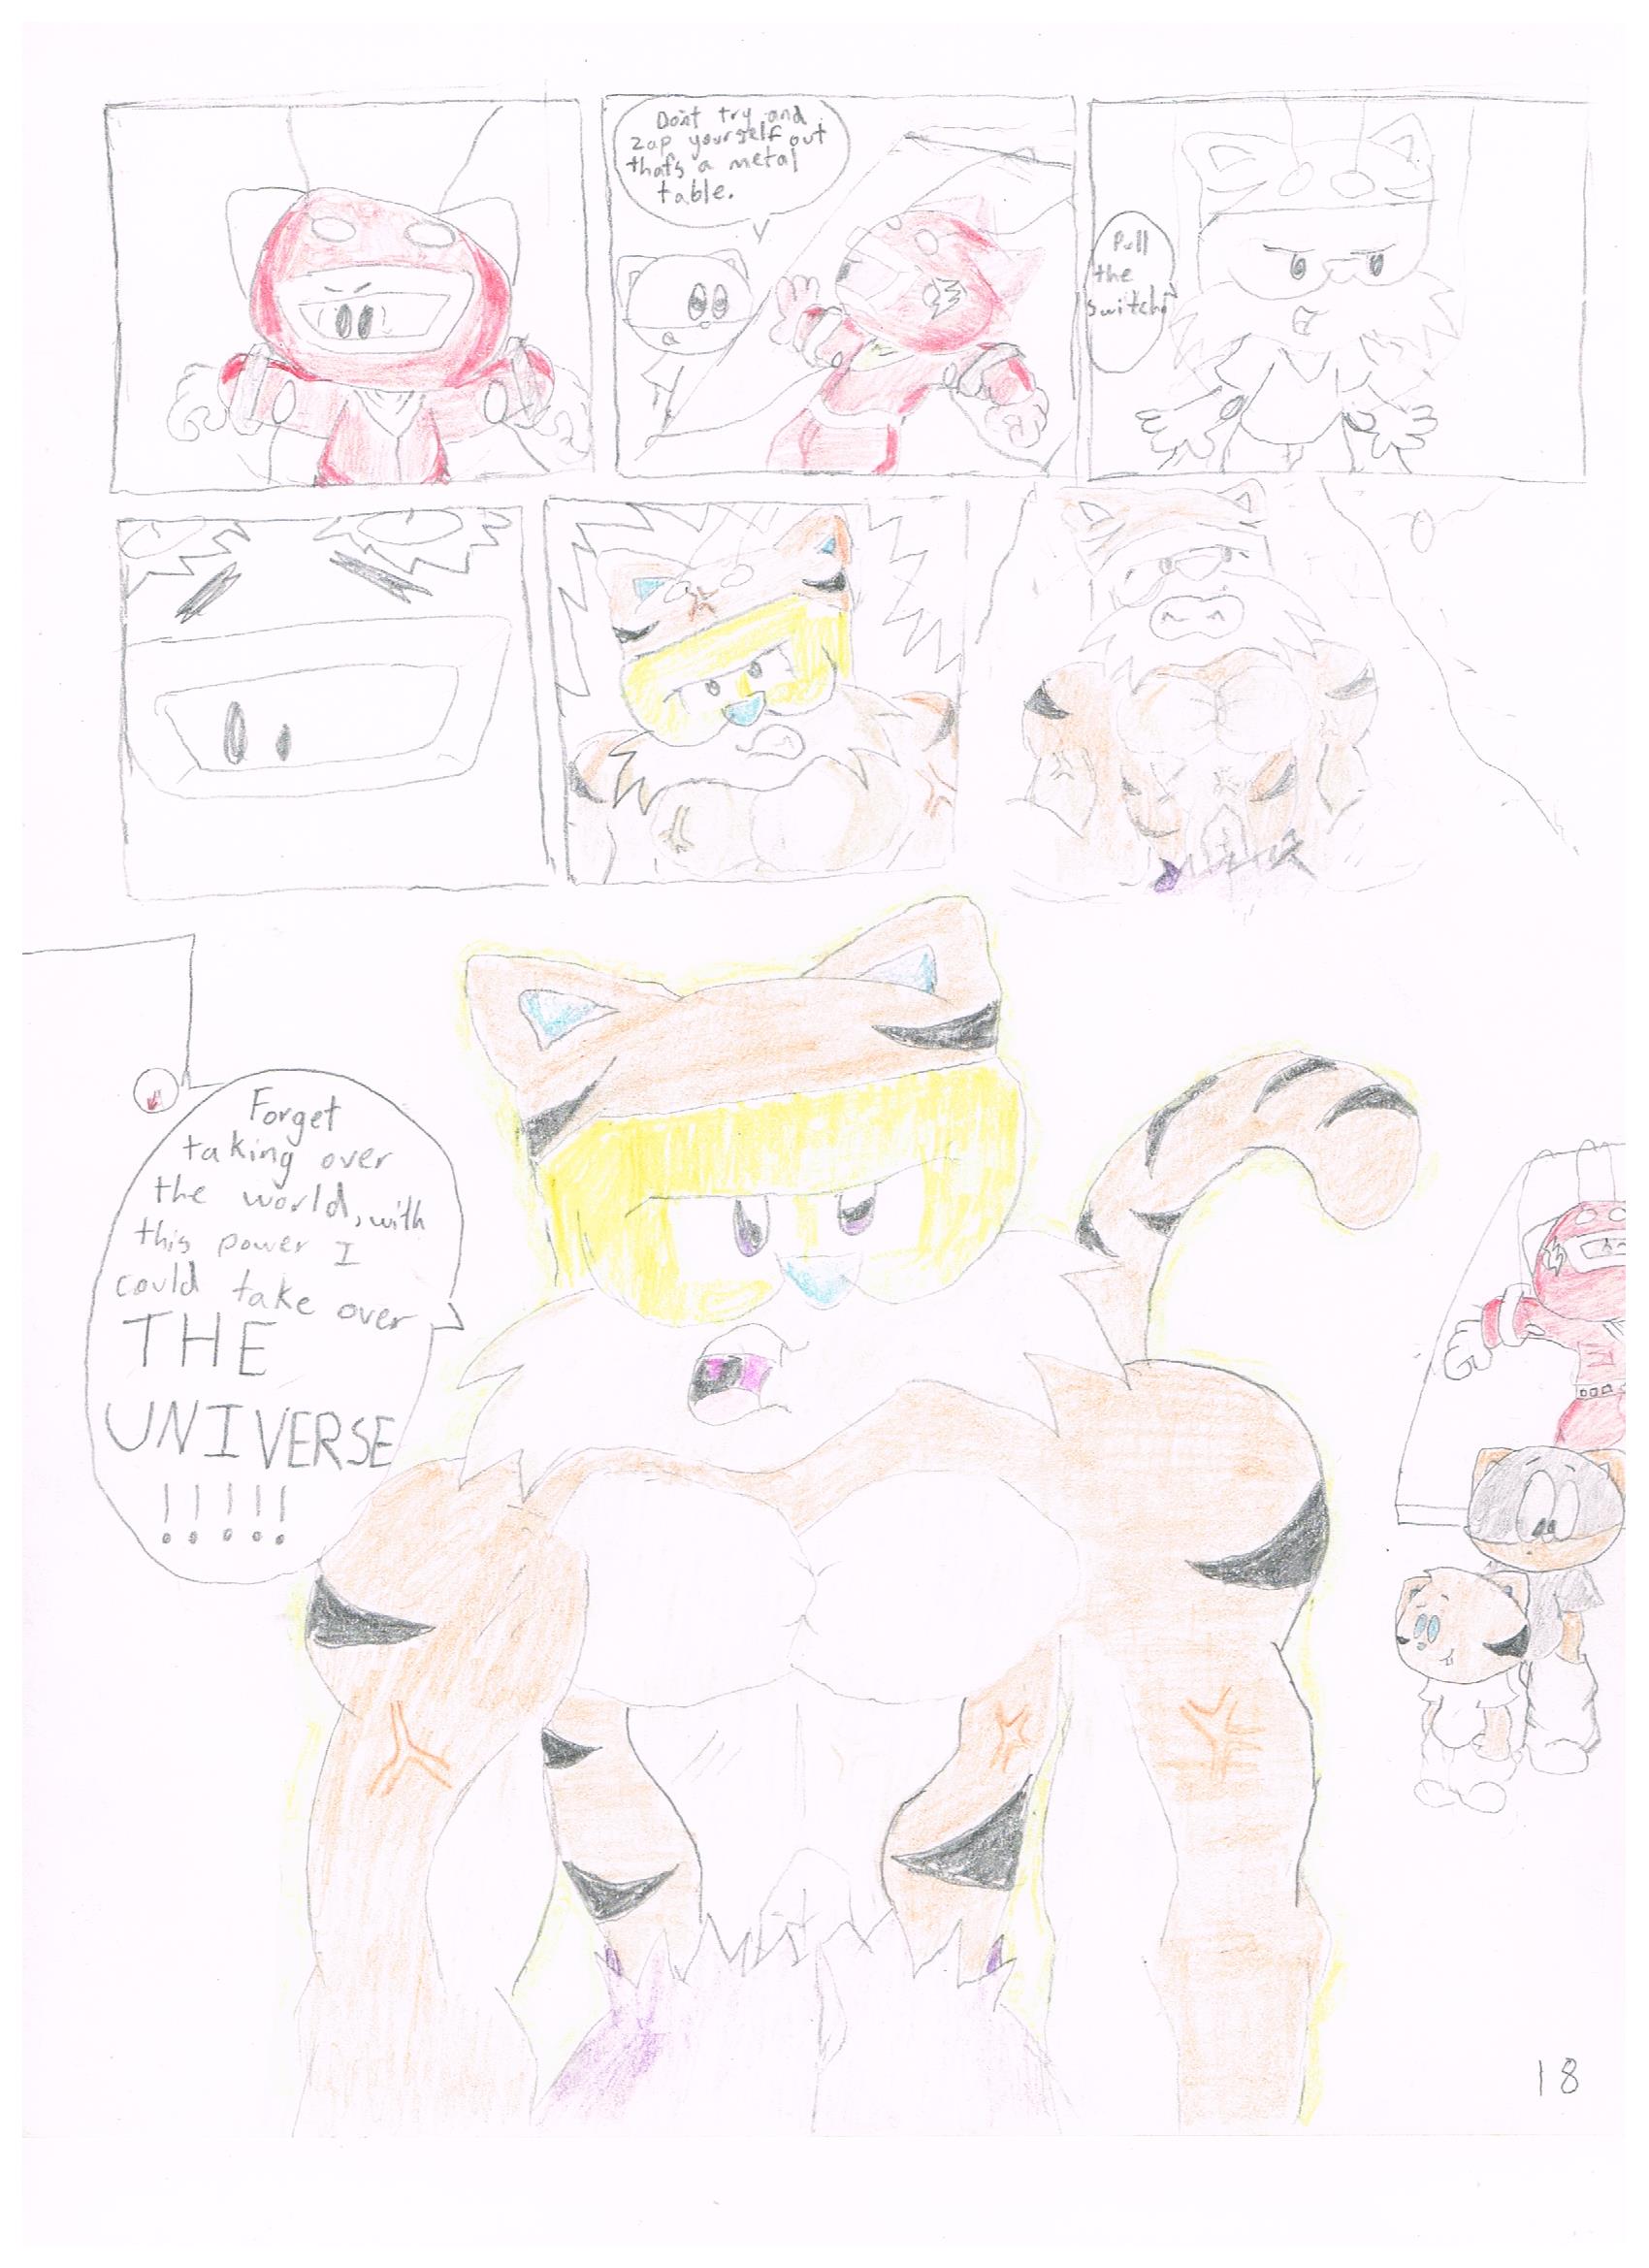 Don't try and
zap yourself out
that's a metal
table.
Pull
the
switch!
Forget
taking over
the world, with
this power I
could take over
THE
UNIVERSE
!!!!!
18